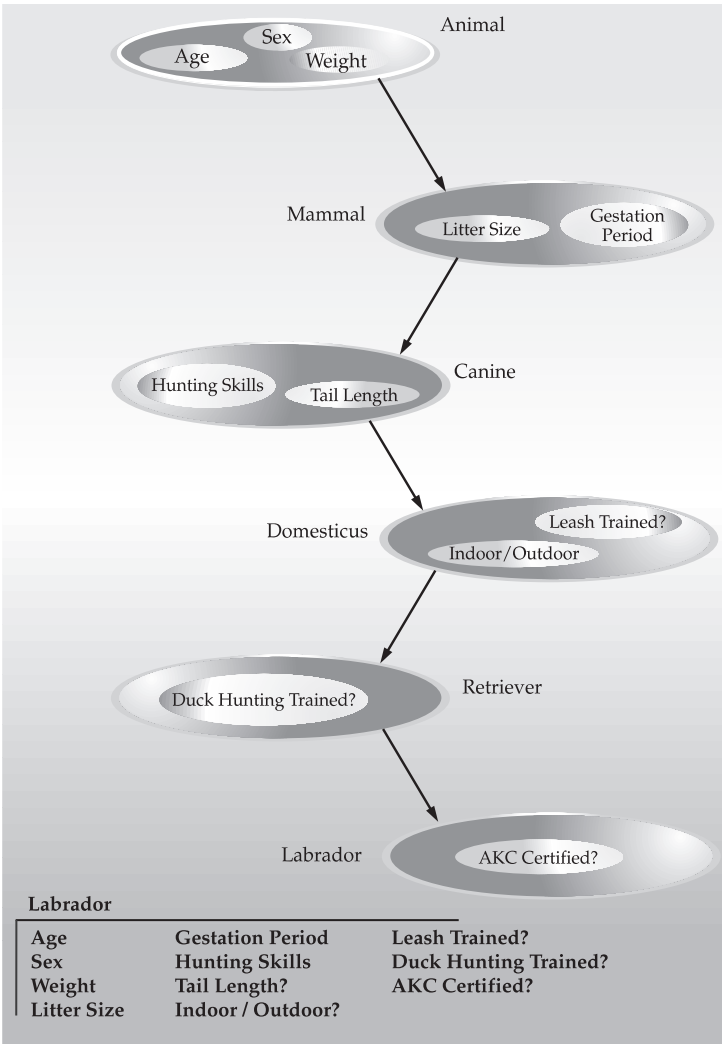 Animal
Sex
Age
Weight
Mammal
Litter Size
Gestation
Period
Canine
Hunting Skills
Tail Length
Domesticus
Leash Trained?
Indoor/Outdoor
Retriever
Duck Hunting Trained?
Labrador
AKC Certified?
Labrador
Age Gestation Period Leash Trained?
Sex Hunting Skills Duck Hunting Trained?
Weight Tail Length? AKC Certified?
Litter Size Indoor / Outdoor?